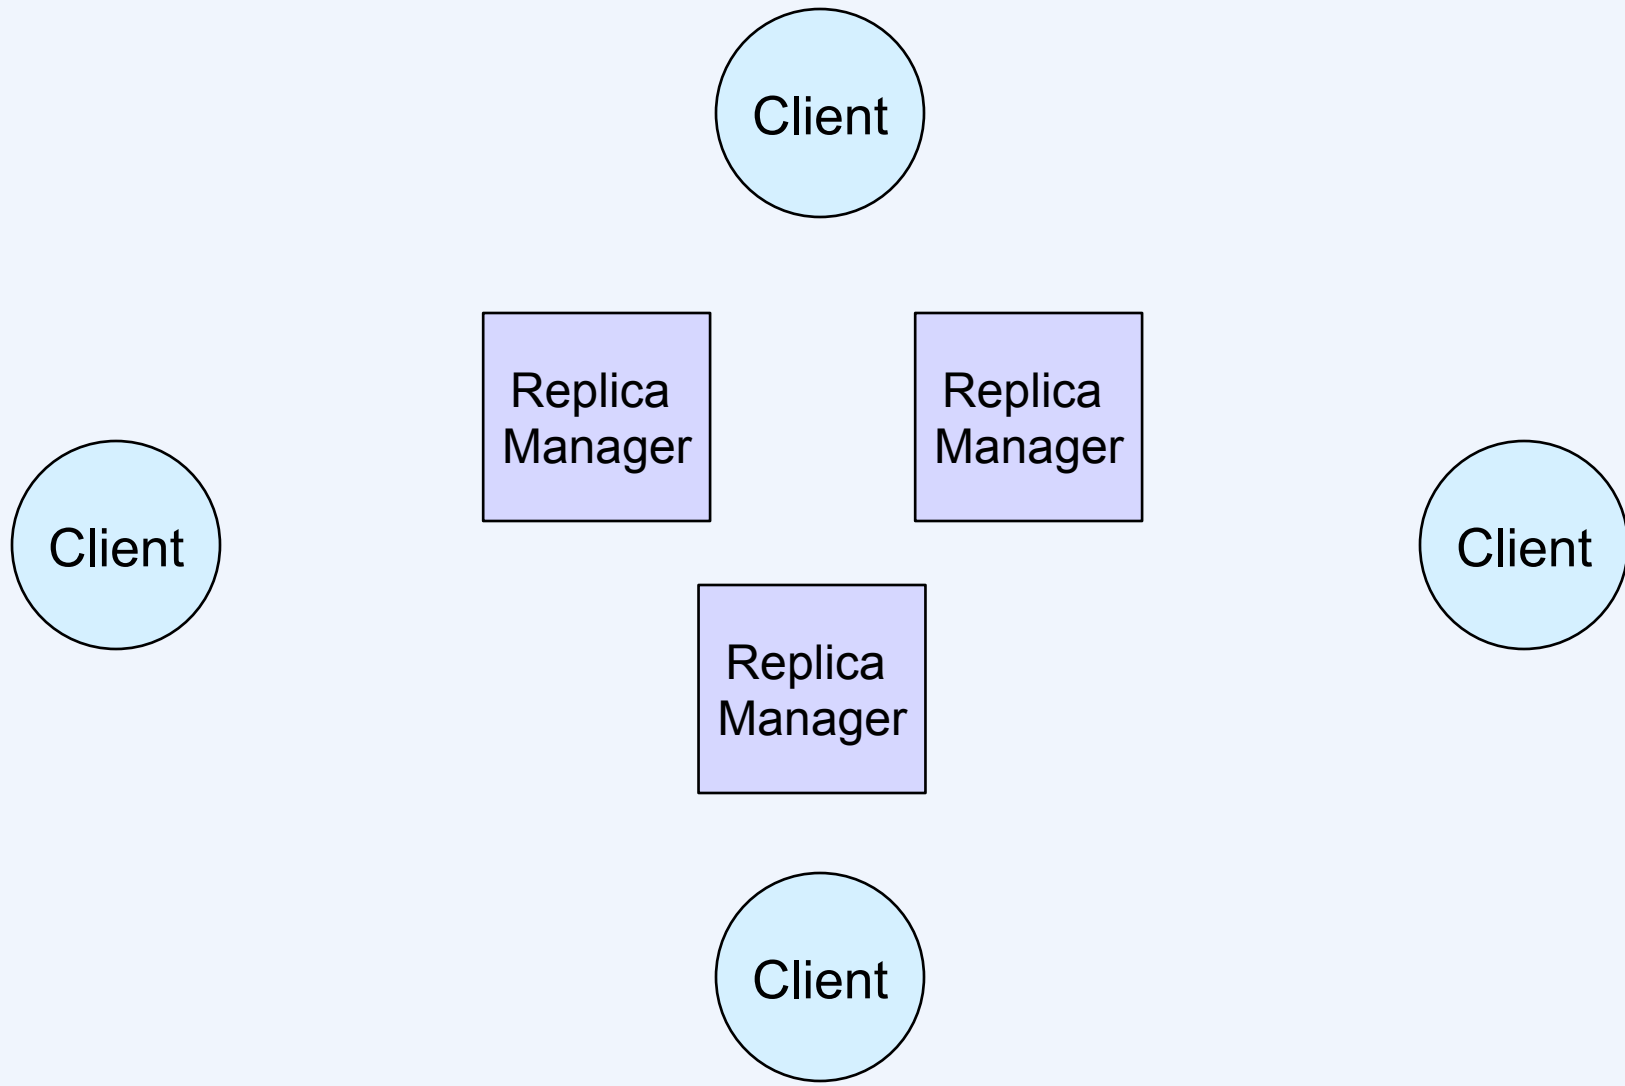 Client
Replica
Manager
Replica
Manager
Client
Client
Replica
Manager
Client